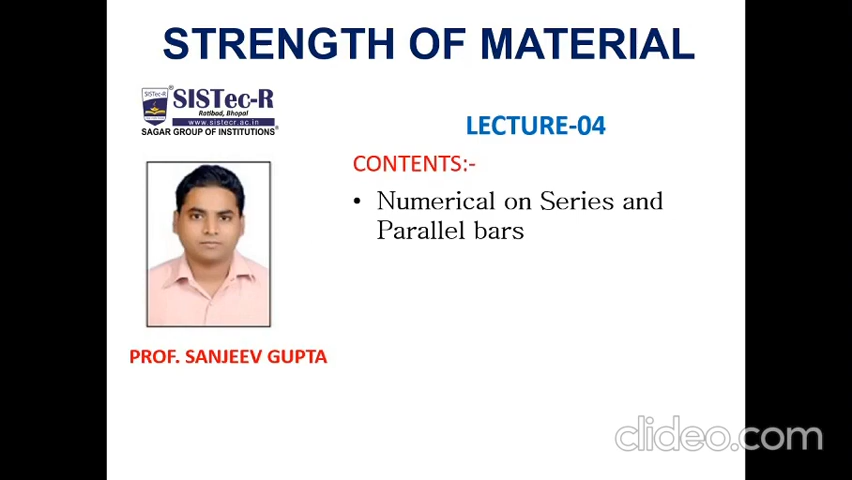 STRENGTH OF MATERIAL
SISTec-R
SISTec-R
Ratibad, Bhopal
www.sistecr.ac.in
SAGAR GROUP OF INSTITUTIONS®
LECTURE-04
CONTENTS:-
• Numerical on Series and
Parallel bars
PROF. SANJEEV GUPTA
clideo.com